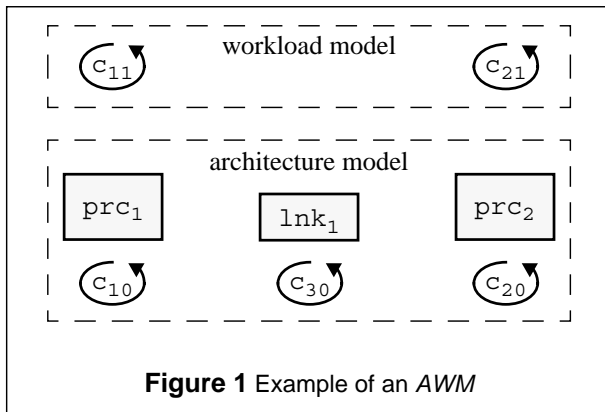 workload model
c₁₁ c₂₁
architecture model
prc₁ lnk₁ prc₂
c₁₀ c₃₀ c₂₀
Figure 1 Example of an AWM